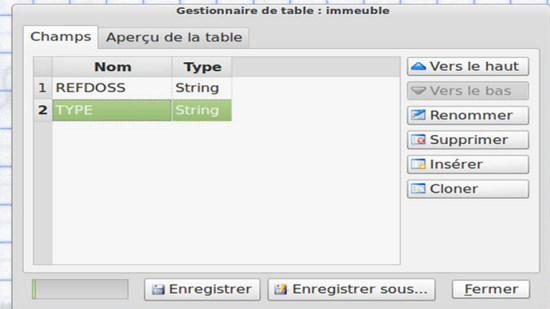 Gestionnaire de table : immeuble
Champs Aperçu de la table
Nom Type
1 REFDOSS String
2 TYPE String
Vers le haut
Vers le bas
Renommer
Supprimer
Insérer
Cloner
Enregistrer Enregistrer sous... Fermer